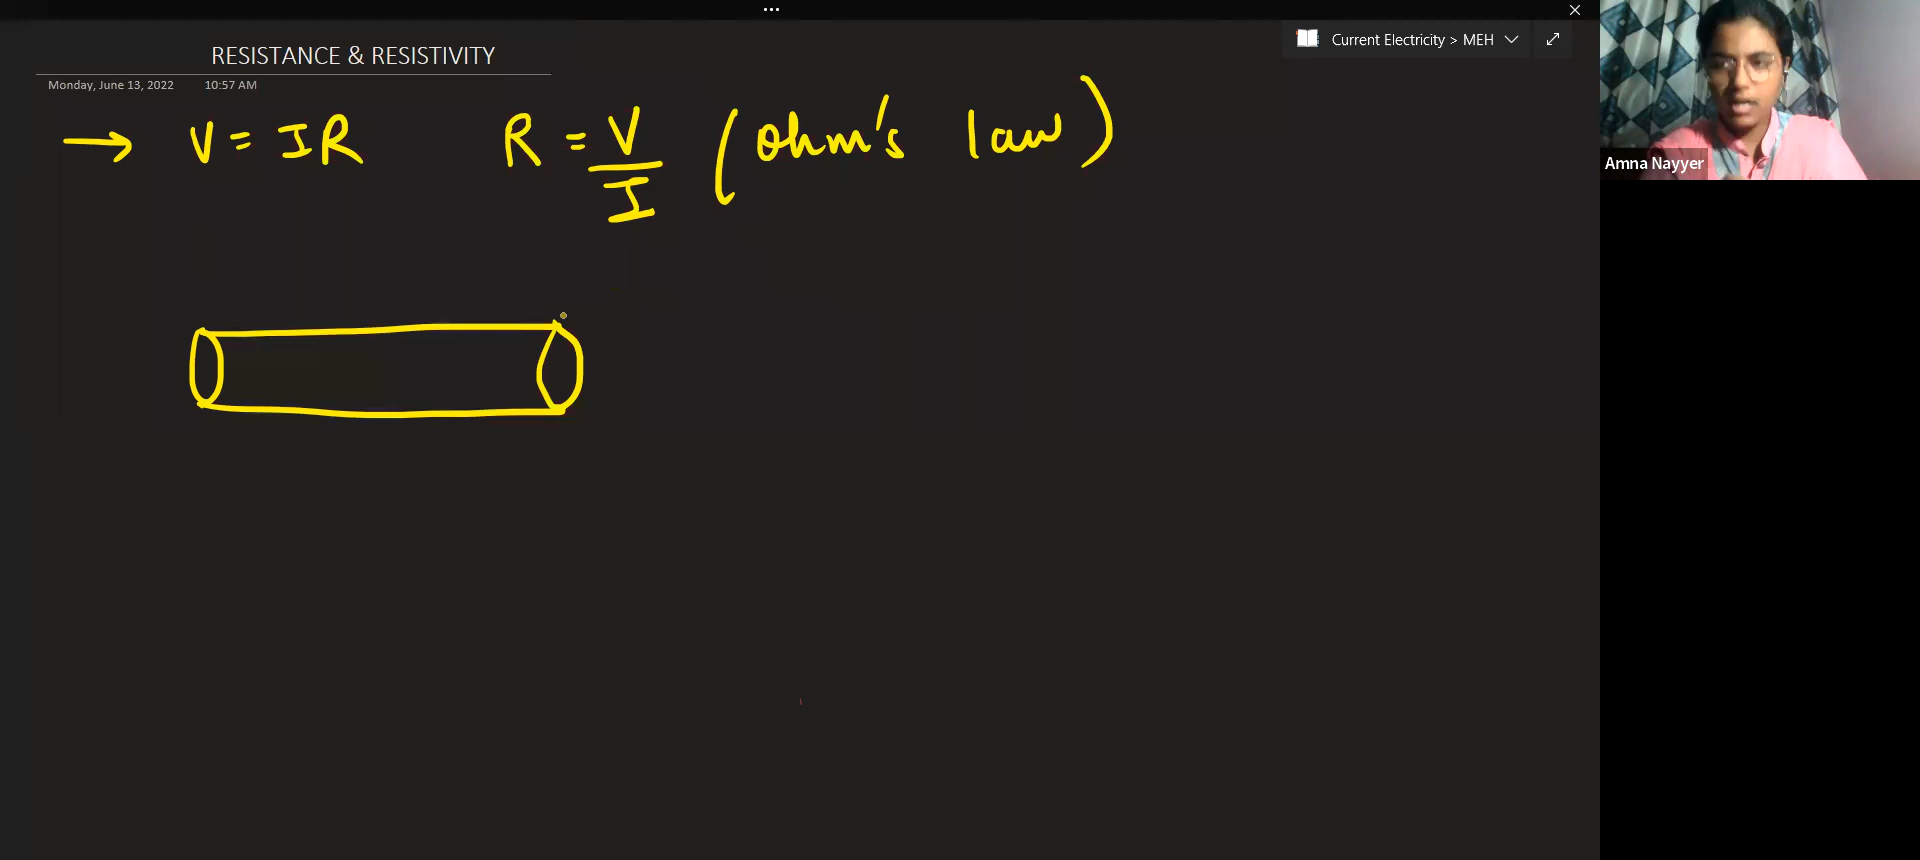 RESISTANCE & RESISTIVITY
Current Electricity > MEH
Monday, June 13, 2022 10:57 AM
→ V = IR R = V/I (ohm's law)
Amna Nayyer